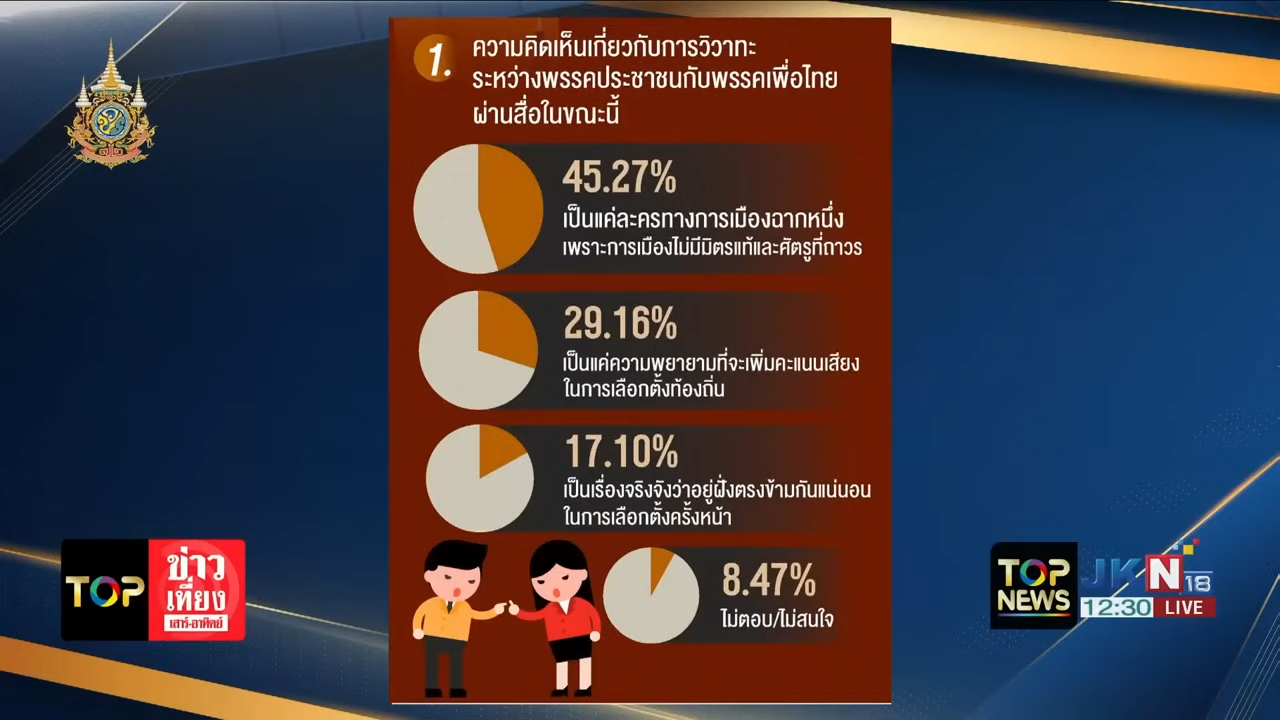 1.
ความคิดเห็นเกี่ยวกับการวิวาทะ
ระหว่างพรรคประชาชนกับพรรคเพื่อไทย
ผ่านสื่อในขณะนี้
45.27%
เป็นแค่ละครทางการเมืองฉากหนึ่ง
เพราะการเมืองไม่มีมิตรแท้และศัตรูที่ถาวร
29.16%
เป็นแค่ความพยายามที่จะเพิ่มคะแนนเสียง
ในการเลือกตั้งท้องถิ่น
17.10%
เป็นเรื่องจริงจังว่าอยู่ฝั่งตรงข้ามกันแน่นอน
ในการเลือกตั้งครั้งหน้า
8.47%
ไม่ตอบ/ไม่สนใจ
TOP
ข่าว
เที่ยง
เสาร์-อาทิตย์
TOP
NEWS
JKN18
12:30 LIVE